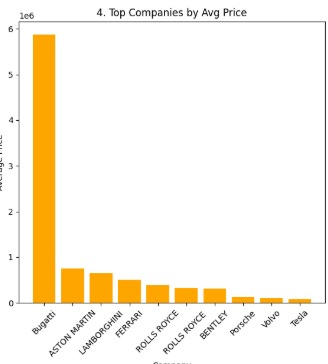 4. Top Companies by Avg Price
1e6
6
5
4
3
2
1
0
Bugatti
ASTON MARTIN
LAMBORGHINI
FERRARI
ROLLS ROYCE
ROLLS ROYCE
BENTLEY
Porsche
Volvo
Tesla